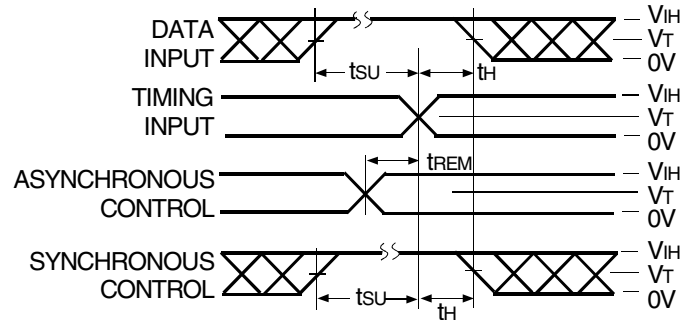 DATA
INPUT
tSU
tH
VIH
VT
0V
TIMING
INPUT
VIH
VT
0V
tREM
ASYNCHRONOUS
CONTROL
VIH
VT
0V
SYNCHRONOUS
CONTROL
tSU
tH
VIH
VT
0V